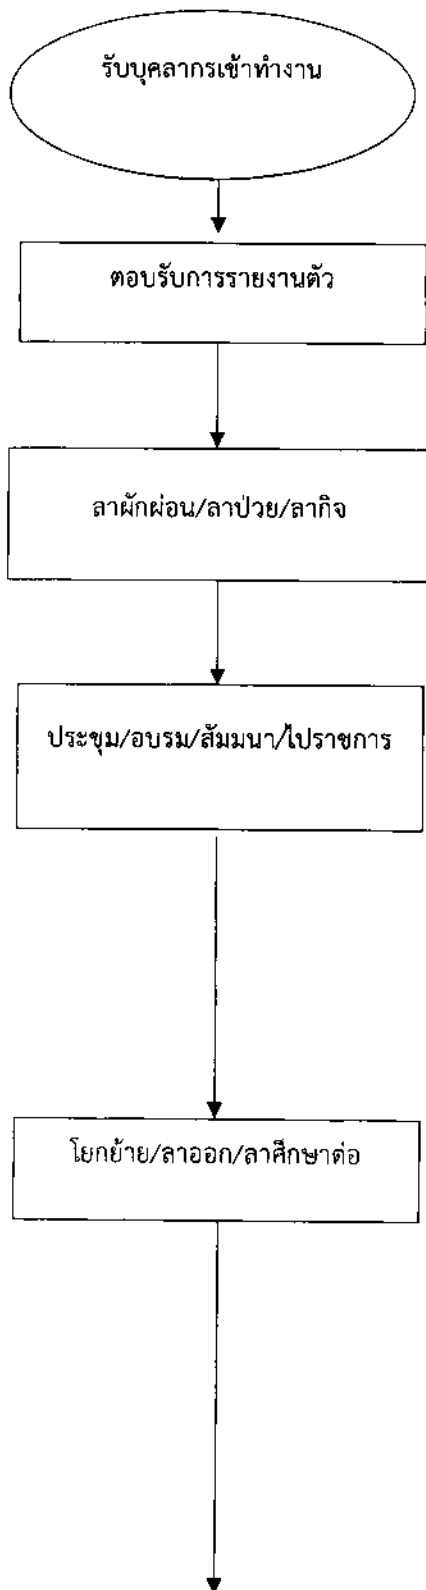 รับบุคลากรเข้าทำงาน
ตอบรับการรายงานตัว
ลาผักผ่อน/ลาป่วย/ลากิจ
ประขุม/อบรม/สัมมนา/ไปราชการ
โยกย้าย/ลาออก/ลาศึกษาต่อ